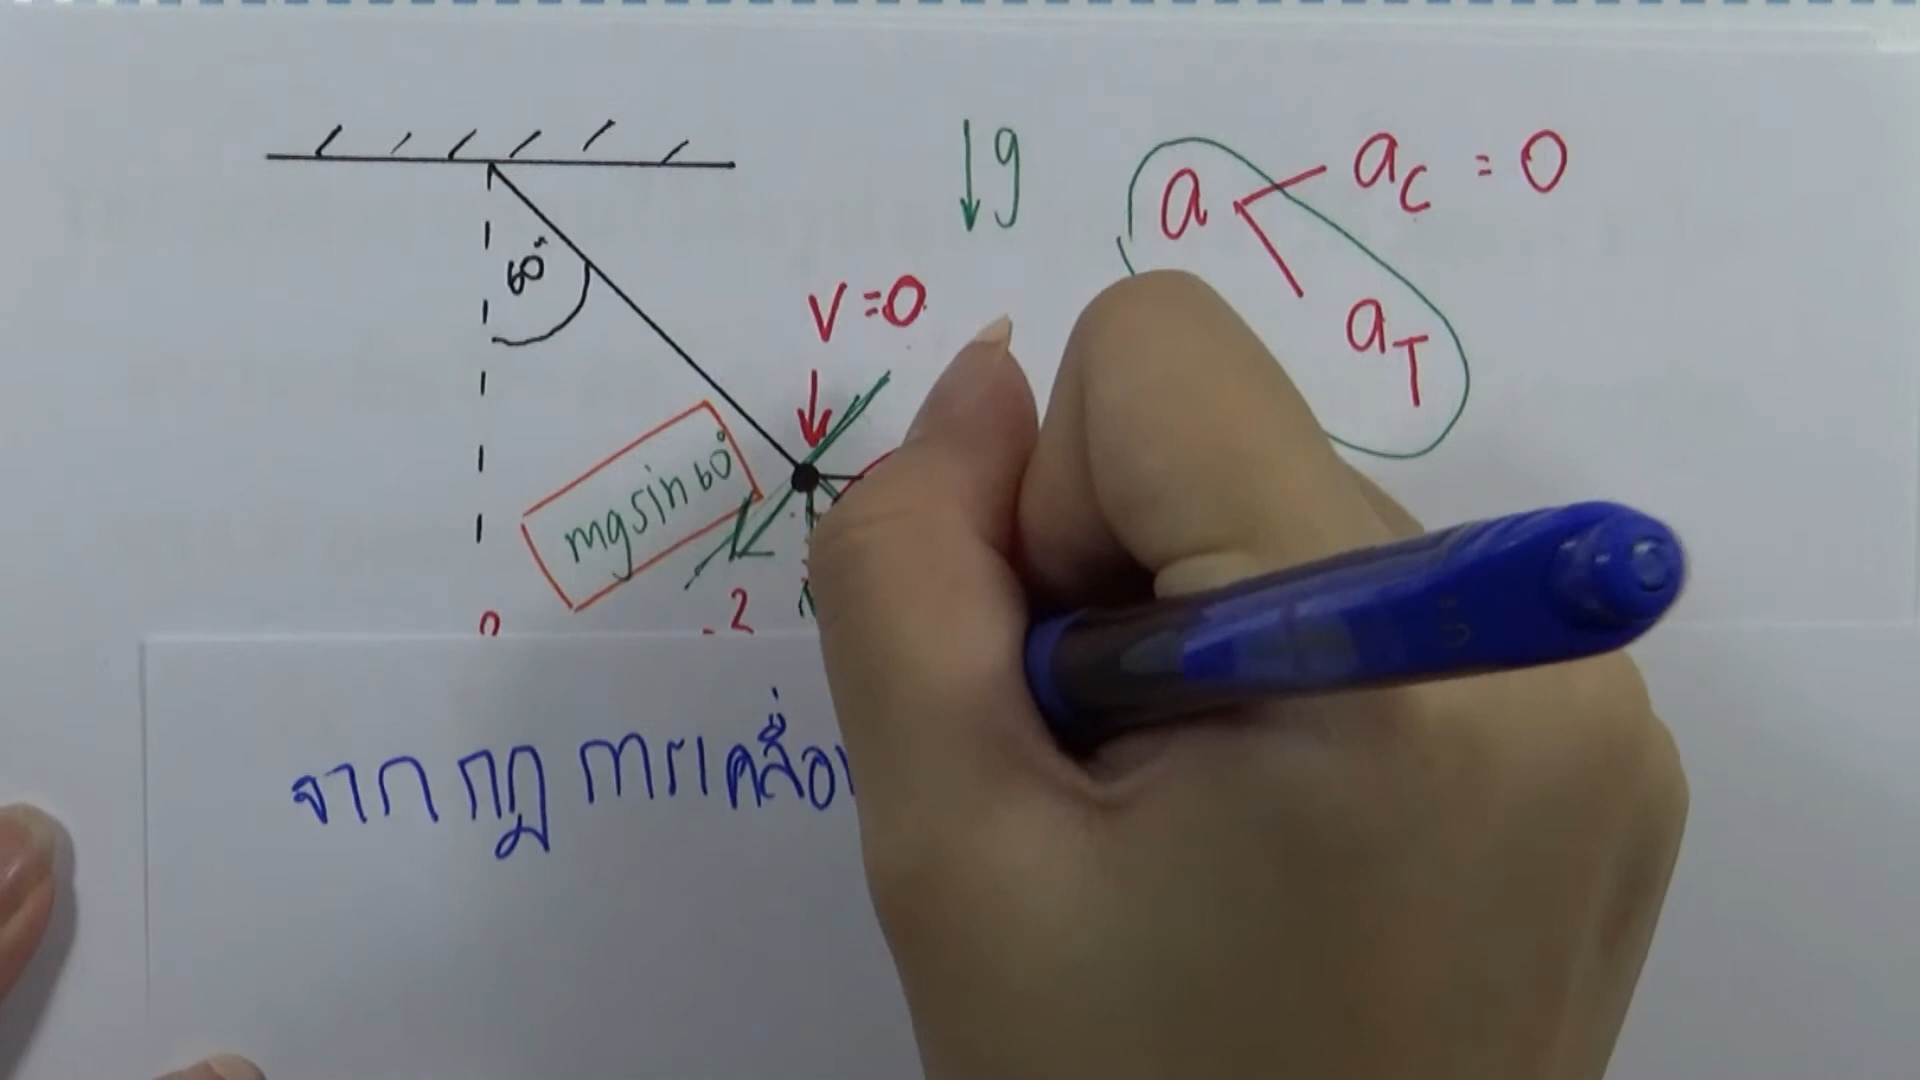 ↓g
a
a_C = 0
a_T
60°
V=0
mg sin 60°
2
จากกฎการเคลื่อ